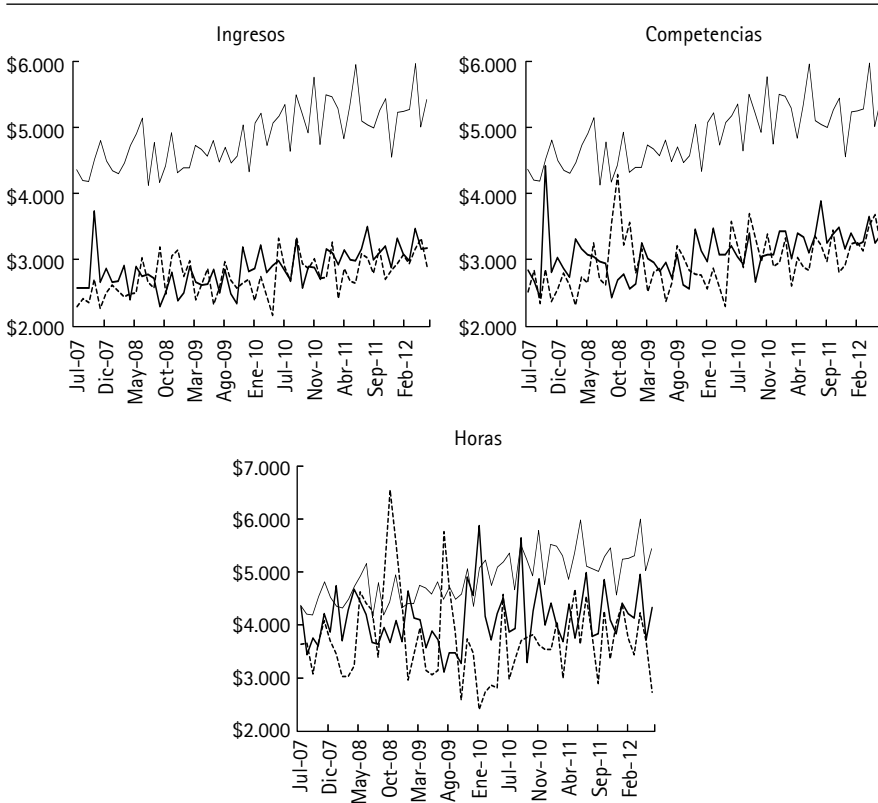 Ingresos
$6.000
$5.000
$4.000
$3.000
$2.000
Jul-07
Dic-07
May-08
Oct-08
Mar-09
Ago-09
Ene-10
Jul-10
Nov-10
Abr-11
Sep-11
Feb-12
Competencias
$6.000
$5.000
$4.000
$3.000
$2.000
Jul-07
Dic-07
May-08
Oct-08
Mar-09
Ago-09
Ene-10
Jul-10
Nov-10
Abr-11
Sep-11
Feb-12
Horas
$7.000
$6.000
$5.000
$4.000
$3.000
$2.000
Jul-07
Dic-07
May-08
Oct-08
Mar-09
Ago-09
Ene-10
Jul-10
Nov-10
Abr-11
Sep-11
Feb-12